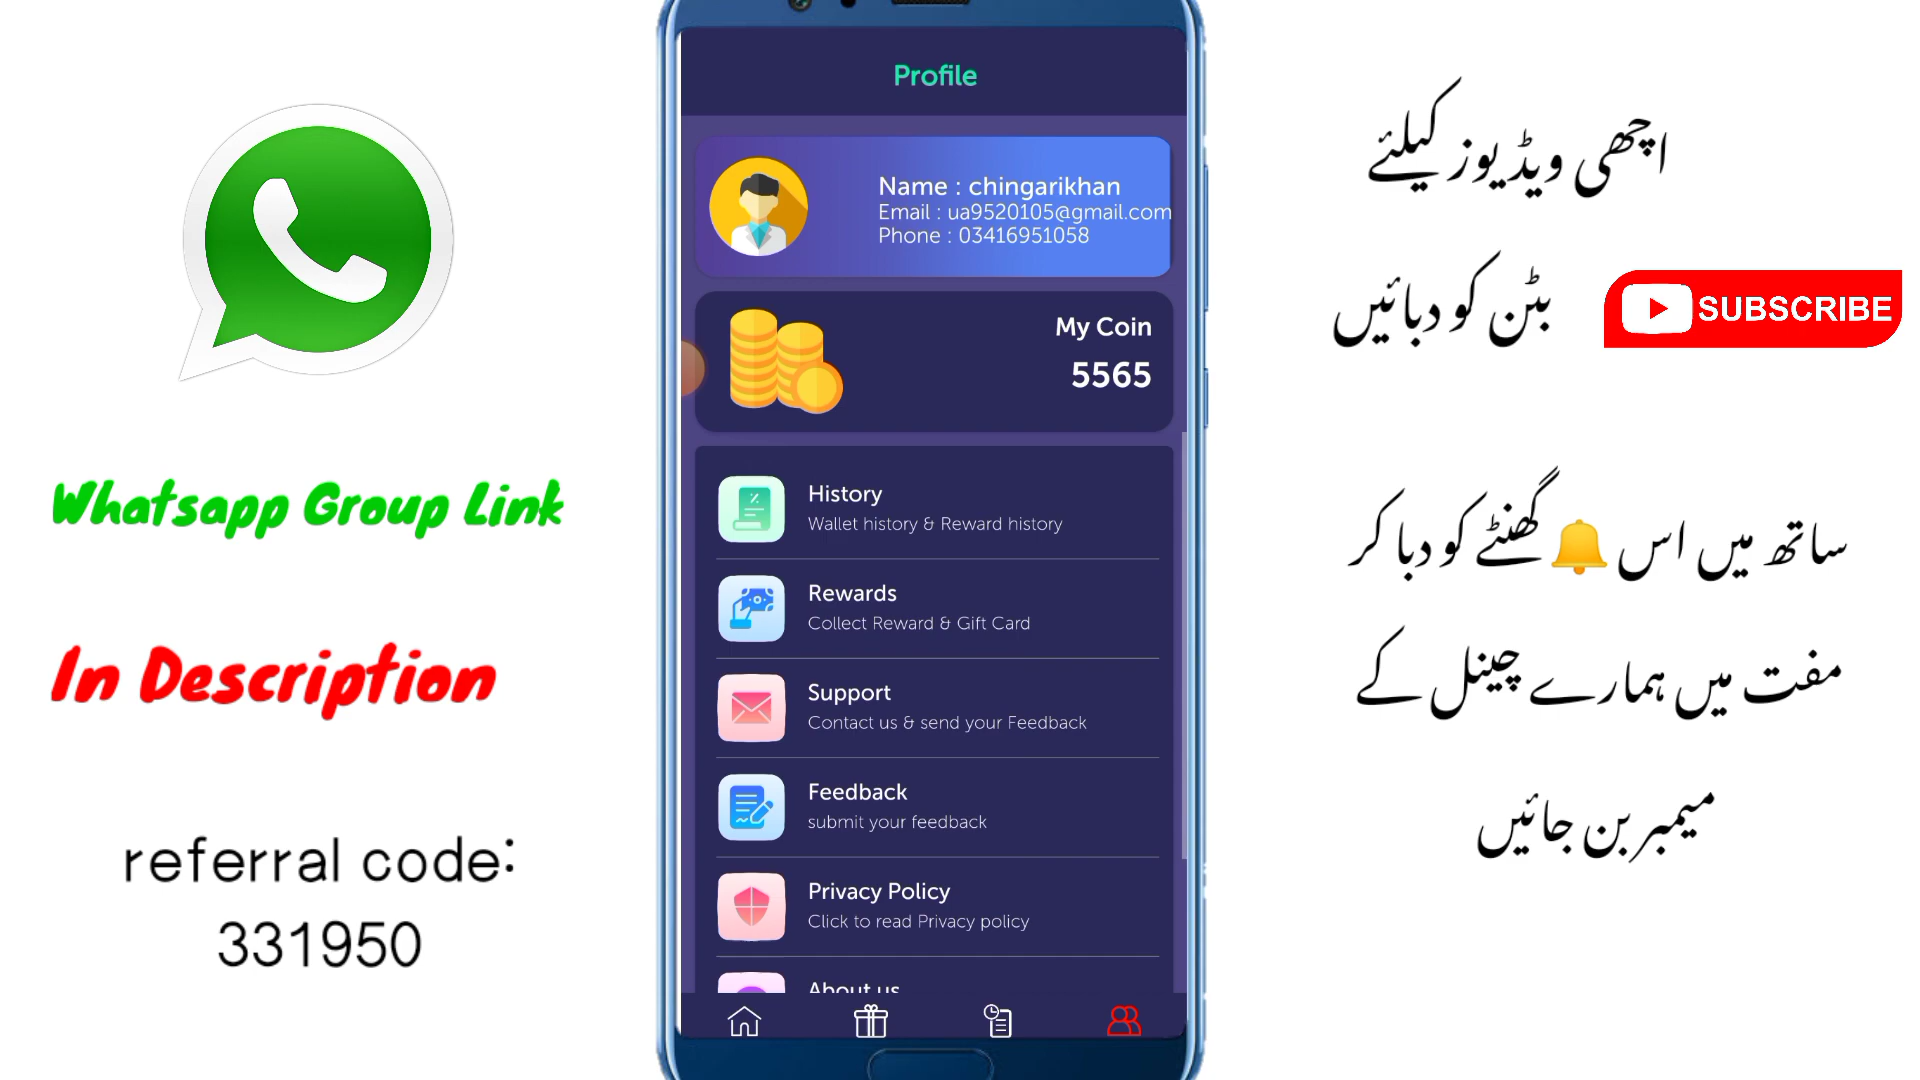 Whatsapp Group Link
In Description
referral code:
331950
Profile
Name : chingarikhan
Email : ua9520105@gmail.com
Phone : 03416951058
My Coin
5565
History
Wallet history & Reward history
Rewards
Collect Reward & Gift Card
Support
Contact us & send your Feedback
Feedback
submit your feedback
Privacy Policy
Click to read Privacy policy
About us
اچھی ویڈیوز کیلئے
SUBSCRIBE بٹن کو دبائیں
ساتھ میں اس 🔔 گھنٹے کو دبا کر
مفت میں ہمارے چینل کے
میمبر بن جائیں